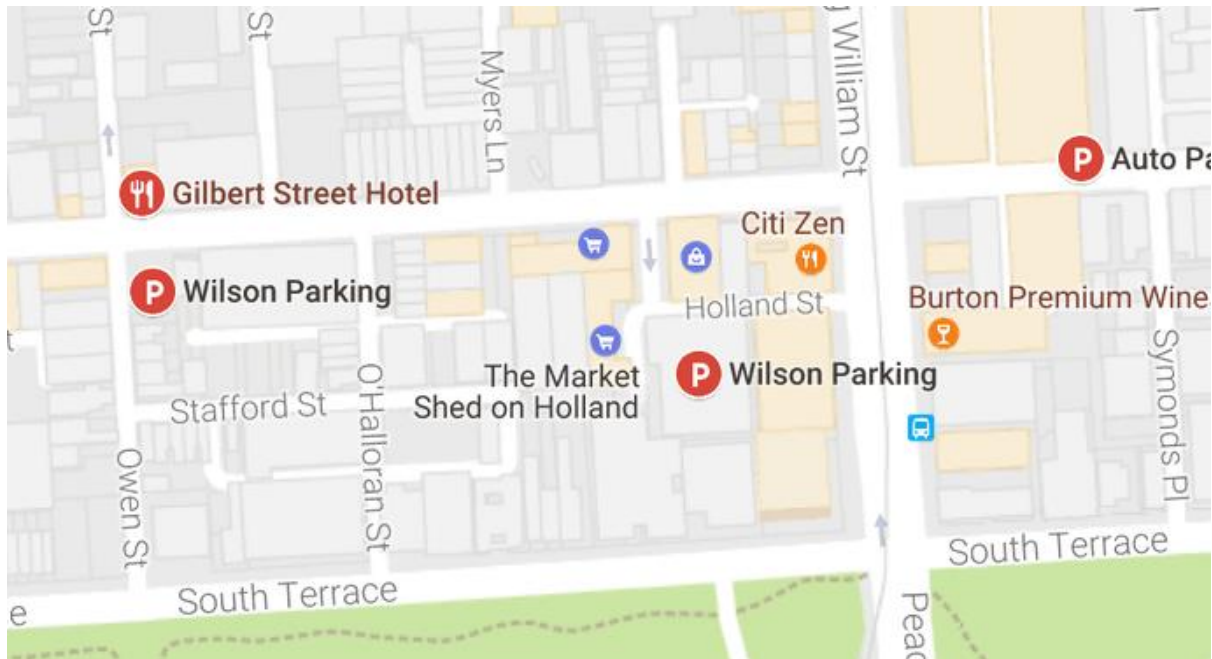 St
St
Myers Ln
g William St
P
Auto Pa
Gilbert Street Hotel
Citi Zen
P
Wilson Parking
Holland St
Burton Premium Wine
t
The Market
Shed on Holland
P
Wilson Parking
Stafford St
O'Halloran St
Symonds Pl
Owen St
South Terrace
South Terrace
e
Peac